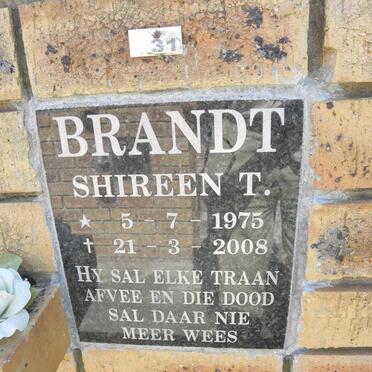 31
BRANDT
SHIREEN T.
★ 5 - 7 - 1975
† 21 - 3 - 2008
HY SAL ELKE TRAAN
AFVEE EN DIE DOOD
SAL DAAR NIE
MEER WEES